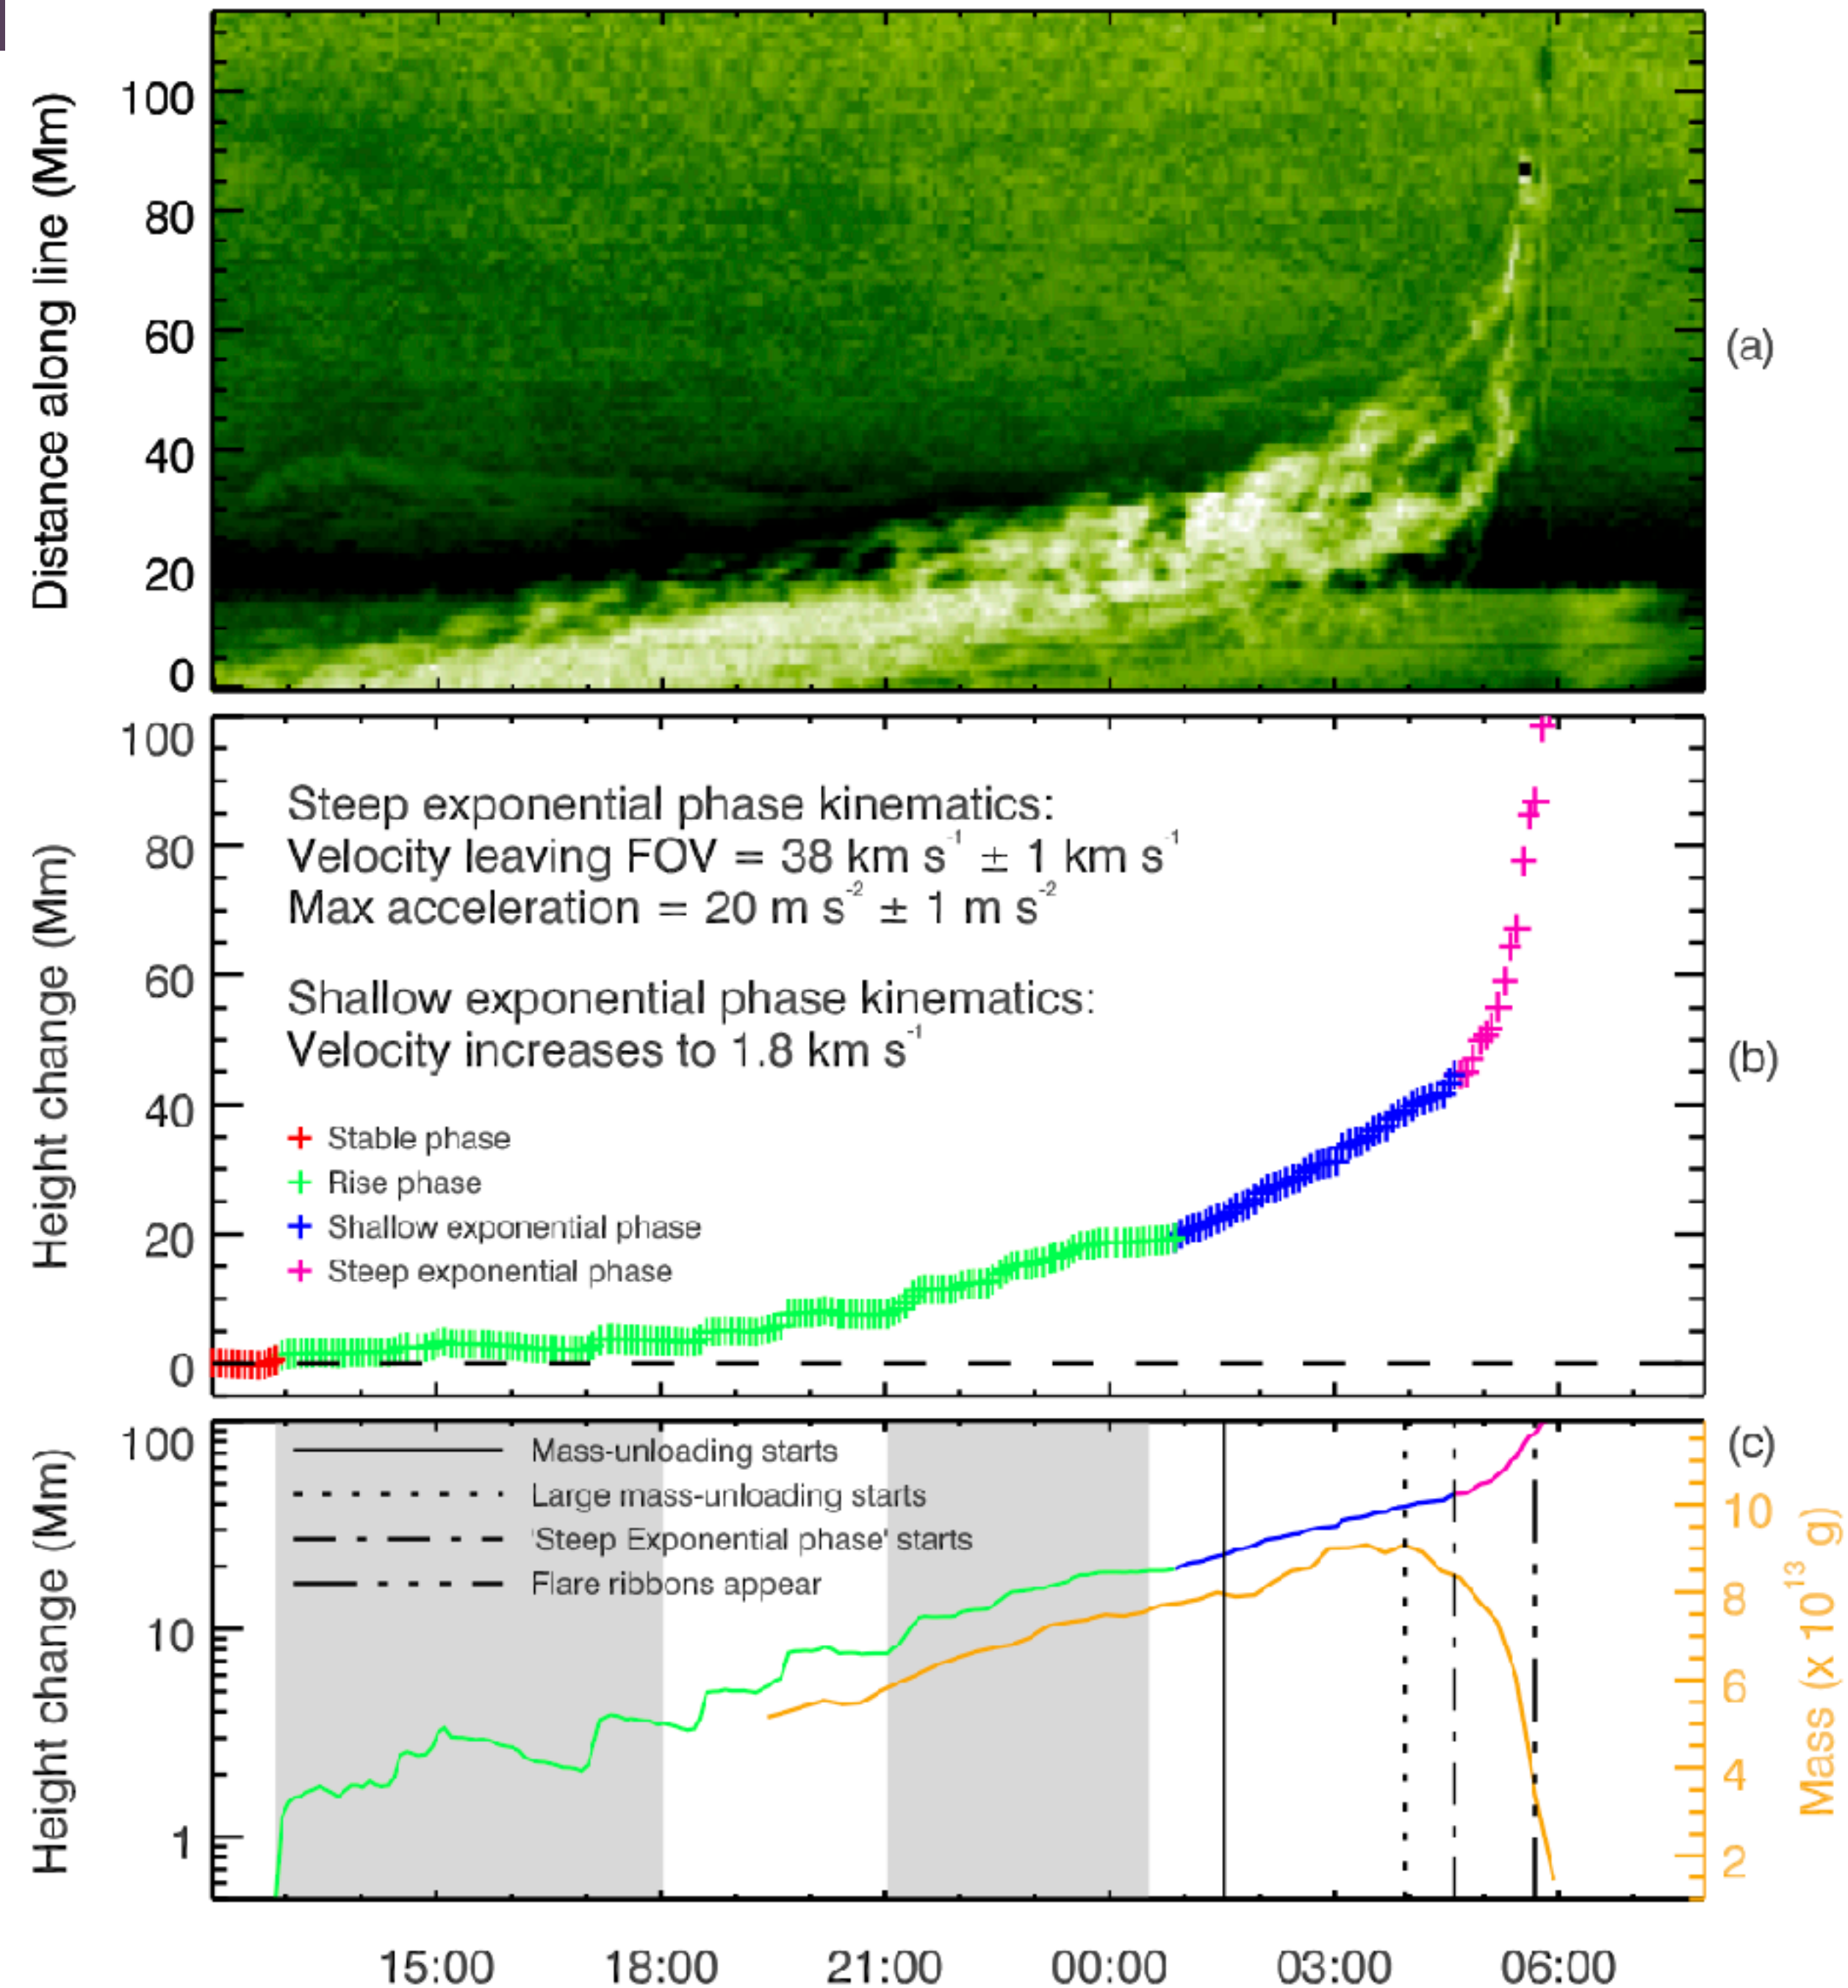 Distance along line (Mm)
100
80
60
40
20
0
(a)
Height change (Mm)
100
80
60
40
20
0
Steep exponential phase kinematics:
Velocity leaving FOV = 38 km s⁻¹ ± 1 km s⁻¹
Max acceleration = 20 m s⁻² ± 1 m s⁻²
Shallow exponential phase kinematics:
Velocity increases to 1.8 km s⁻¹
Stable phase
Rise phase
Shallow exponential phase
Steep exponential phase
(b)
Height change (Mm)
100
10
1
Mass-unloading starts
Large mass-unloading starts
'Steep Exponential phase' starts
Flare ribbons appear
(c)
10
8
6
4
2
Mass (x 10¹³ g)
15:00 18:00 21:00 00:00 03:00 06:00